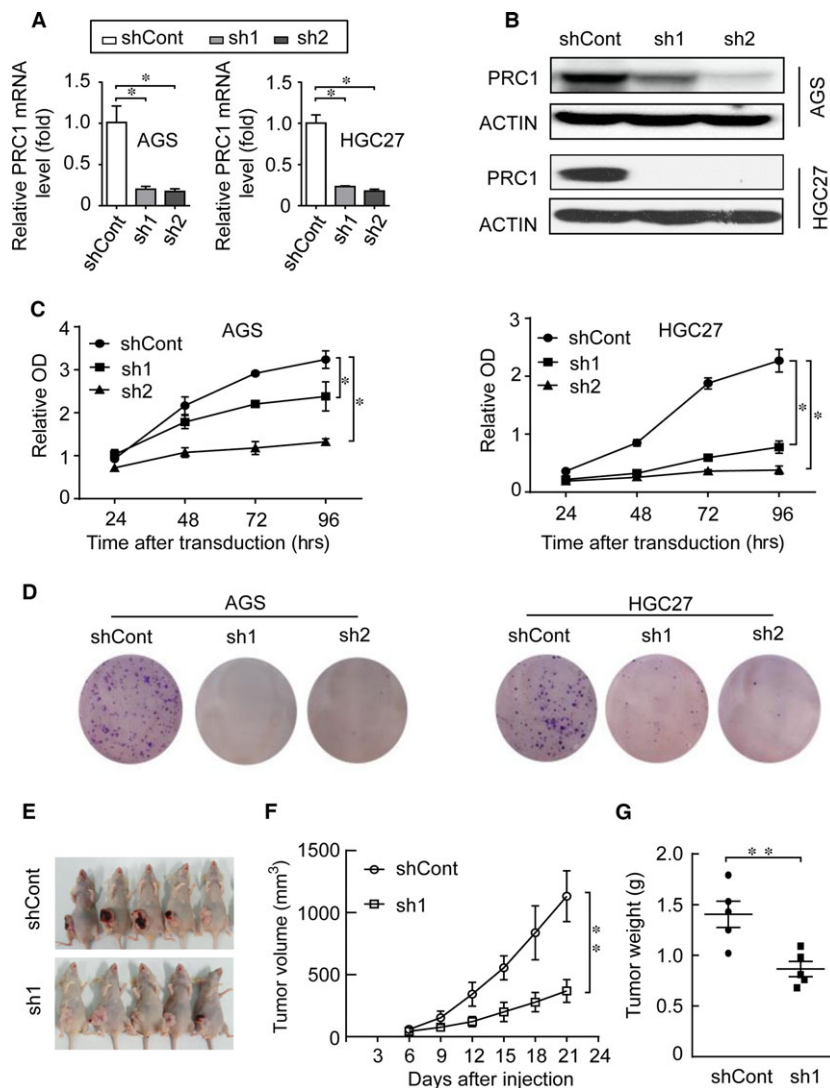 A
shCont sh1 sh2
Relative PRC1 mRNA
level (fold)
1.5
1.0
0.5
0
* *
AGS
shCont
sh1
sh2
Relative PRC1 mRNA
level (fold)
1.5
1.0
0.5
0
* *
HGC27
shCont
sh1
sh2
B
shCont sh1 sh2
PRC1
ACTIN
AGS
PRC1
ACTIN
HGC27
C
AGS
shCont
sh1
sh2
Relative OD
4
3
2
1
0
* *
24 48 72 96
Time after transduction (hrs)
HGC27
shCont
sh1
sh2
Relative OD
3
2
1
0
* *
24 48 72 96
Time after transduction (hrs)
D
AGS
shCont sh1 sh2
HGC27
shCont sh1 sh2
E
shCont
sh1
F
shCont
sh1
Tumor volume (mm³)
1500
1000
500
0
* *
3 6 9 12 15 18 21 24
Days after injection
G
Tumor weight (g)
2.0
1.5
1.0
0.5
0
* *
shCont sh1